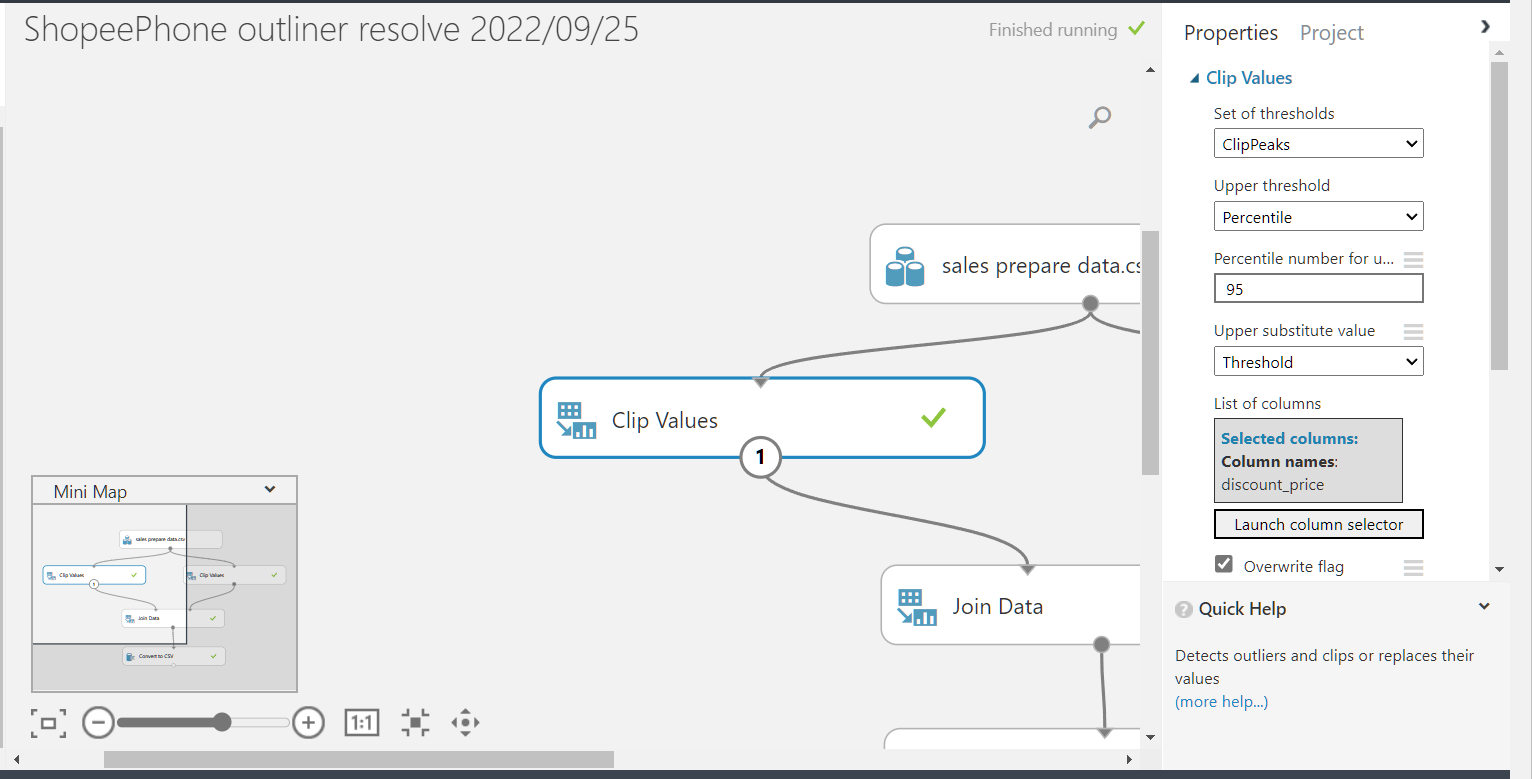 ShopeePhone outliner resolve 2022/09/25
Finished running
sales prepare data.cs
Clip Values
1
Join Data
Mini Map
sales prepare data.csv
Clip Values
Clip Values
1
Join Data
Convert to CSV
1:1
Properties
Project
Clip Values
Set of thresholds
ClipPeaks
Upper threshold
Percentile
Percentile number for u...
95
Upper substitute value
Threshold
List of columns
Selected columns:
Column names:
discount_price
Launch column selector
Overwrite flag
? Quick Help
Detects outliers and clips or replaces their
values
(more help...)